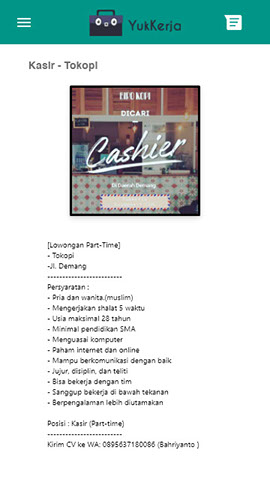 YukKerja
Kasir - Tokopi
DICARI
Cashier
Di Daerah Demang
[Lowongan Part-Time]
- Tokopi
-Jl. Demang
-------------------------
Persyaratan :
- Pria dan wanita.(muslim)
- Mengerjakan shalat 5 waktu
- Usia maksimal 28 tahun
- Minimal pendidikan SMA
- Menguasai komputer
- Paham internet dan online
- Mampu berkomunikasi dengan baik
- Jujur, disiplin, dan teliti
- Bisa bekerja dengan tim
- Sanggup bekerja di bawah tekanan
- Berpengalaman lebih diutamakan
Posisi : Kasir (Part-time)
-------------------------
Kirim CV ke WA: 0895637180086 (Bahriyanto )